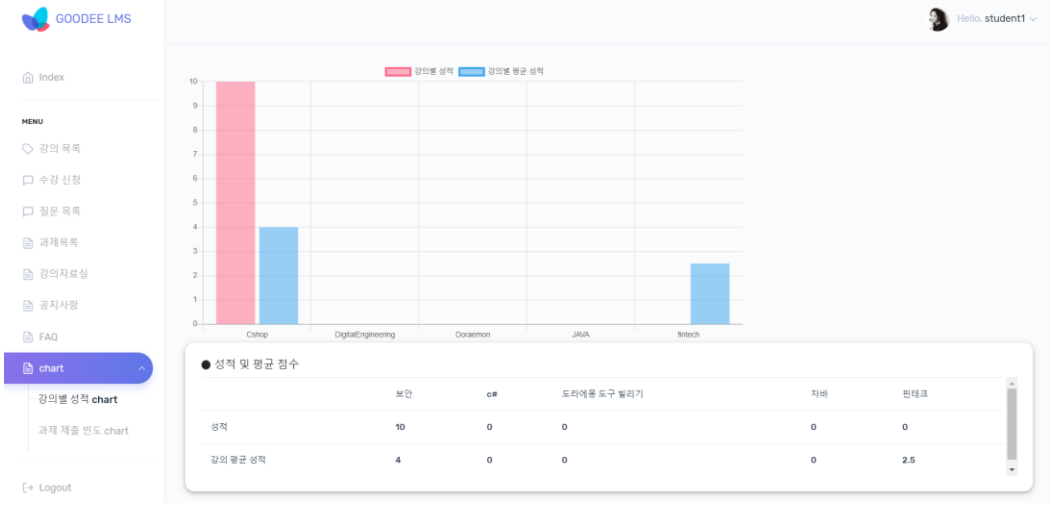 GOODEE LMS
Hello, student1
Index
MENU
강의 목록
수강 신청
질문 목록
과제목록
강의자료실
공지사항
FAQ
chart
강의별 성적 chart
과제 제출 빈도 chart
Logout
강의별 성적 강의별 평균 성적
10
9
8
7
6
5
4
3
2
1
0
Cshop DigitalEngineering Doraemon JAVA fintech
● 성적 및 평균 점수
보안 c# 도라에몽 도구 빌리기 자바 핀테크
성적 10 0 0 0 0
강의 평균 성적 4 0 0 0 2.5